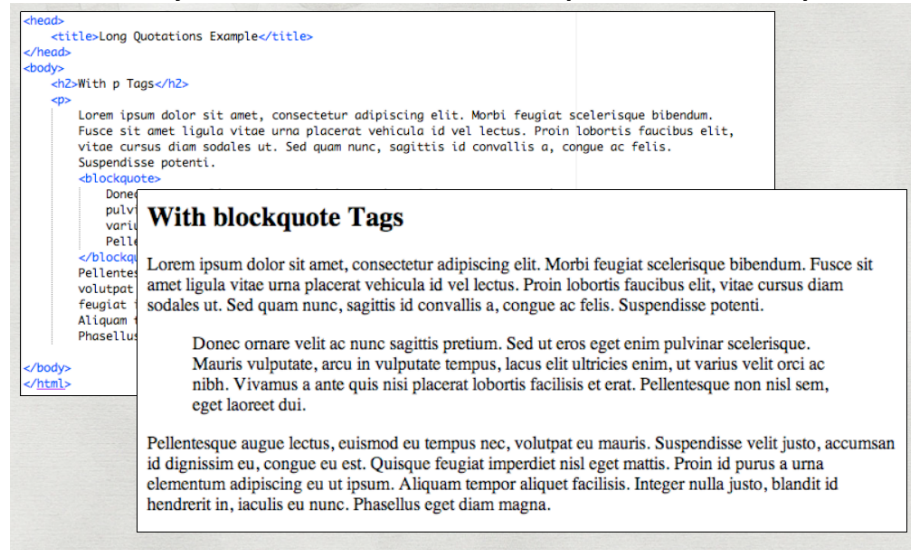 <head>
<title>Long Quotations Example</title>
</head>
<body>
<h2>With p Tags</h2>
<p>
Lorem ipsum dolor sit amet, consectetur adipiscing elit. Morbi feugiat scelerisque bibendum.
Fusce sit amet ligula vitae urna placerat vehicula id vel lectus. Proin lobortis faucibus elit,
vitae cursus diam sodales ut. Sed quam nunc, sagittis id convallis a, congue ac felis.
Suspendisse potenti.
<blockquote>
Donec
pulvi
variu
Pelle
</blockqu
Pellentes
volutpat
feugiat
Aliquam
Phasellus
</body>
</html>
With blockquote Tags
Lorem ipsum dolor sit amet, consectetur adipiscing elit. Morbi feugiat scelerisque bibendum. Fusce sit
amet ligula vitae urna placerat vehicula id vel lectus. Proin lobortis faucibus elit, vitae cursus diam
sodales ut. Sed quam nunc, sagittis id convallis a, congue ac felis. Suspendisse potenti.
Donec ornare velit ac nunc sagittis pretium. Sed ut eros eget enim pulvinar scelerisque.
Mauris vulputate, arcu in vulputate tempus, lacus elit ultricies enim, ut varius velit orci ac
nibh. Vivamus a ante quis nisi placerat lobortis facilisis et erat. Pellentesque non nisl sem,
eget laoreet dui.
Pellentesque augue lectus, euismod eu tempus nec, volutpat eu mauris. Suspendisse velit justo, accumsan
id dignissim eu, congue eu est. Quisque feugiat imperdiet nisl eget mattis. Proin id purus a urna
elementum adipiscing eu ut ipsum. Aliquam tempor aliquet facilisis. Integer nulla justo, blandit id
hendrerit in, iaculis eu nunc. Phasellus eget diam magna.